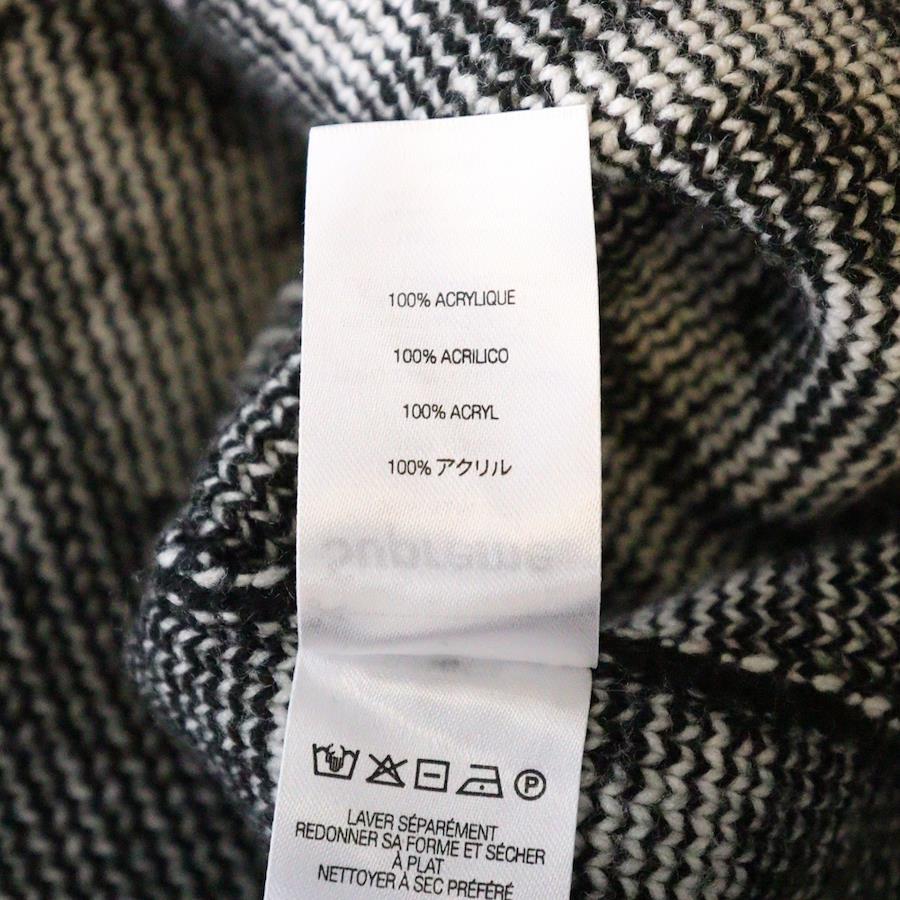 100% ACRYLIQUE
100% ACRILICO
100% ACRYL
100% アクリル
Supreme
P
LAVER SÉPARÉMENT
REDONNER SA FORME ET SÉCHER
À PLAT
NETTOYER À SEC PRÉFÉRÉ